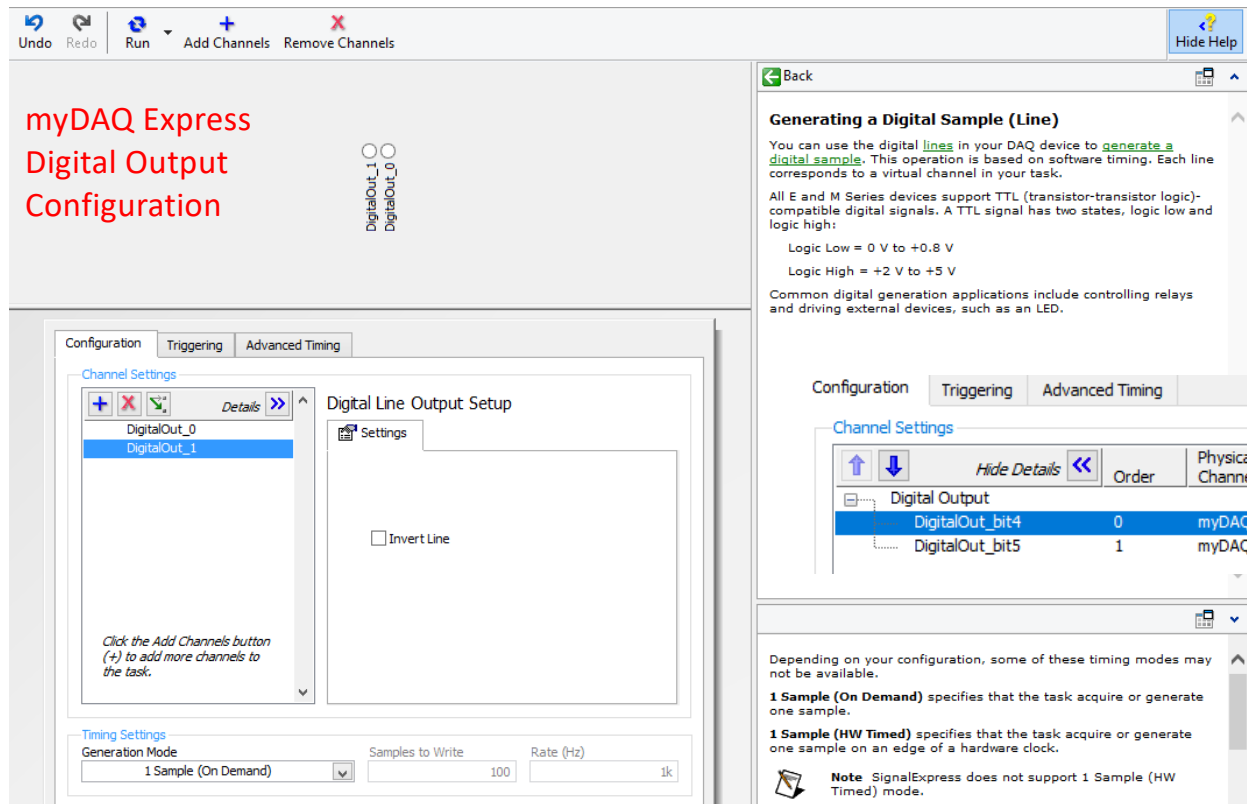 Undo Redo Run Add Channels Remove Channels Hide Help
myDAQ Express
Digital Output
Configuration
DigitalOut_1
DigitalOut_0
Configuration Triggering Advanced Timing
Channel Settings
Details
DigitalOut_0
DigitalOut_1
Click the Add Channels button
(+) to add more channels to
the task.
Digital Line Output Setup
Settings
Invert Line
Timing Settings
Generation Mode Samples to Write Rate (Hz)
1 Sample (On Demand) 100 1k
Back
Generating a Digital Sample (Line)
You can use the digital lines in your DAQ device to generate a
digital sample. This operation is based on software timing. Each line
corresponds to a virtual channel in your task.
All E and M Series devices support TTL (transistor-transistor logic)-
compatible digital signals. A TTL signal has two states, logic low and
logic high:
Logic Low = 0 V to +0.8 V
Logic High = +2 V to +5 V
Common digital generation applications include controlling relays
and driving external devices, such as an LED.
Configuration Triggering Advanced Timing
Channel Settings
Hide Details Order Physica
Channe
Digital Output
DigitalOut_bit4 0 myDAQ
DigitalOut_bit5 1 myDAQ
Depending on your configuration, some of these timing modes may
not be available.
1 Sample (On Demand) specifies that the task acquire or generate
one sample.
1 Sample (HW Timed) specifies that the task acquire or generate
one sample on an edge of a hardware clock.
Note SignalExpress does not support 1 Sample (HW
Timed) mode.